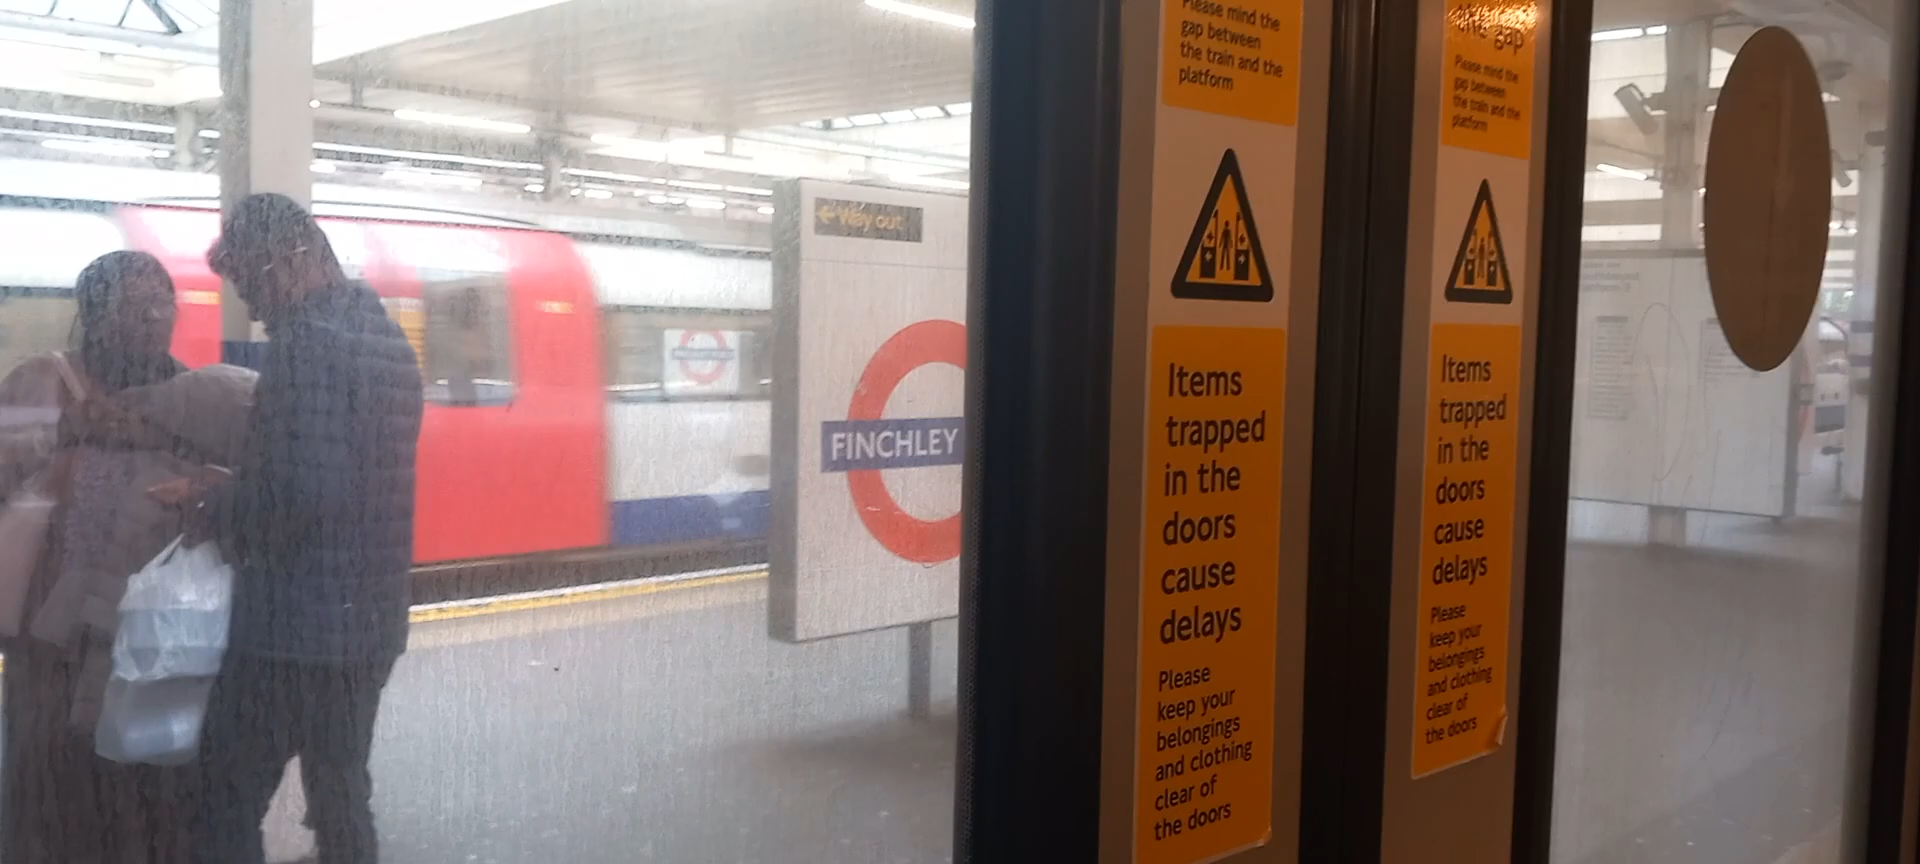 ← Way out
FINCHLEY
Please mind the
gap between
the train and the
platform
Items
trapped
in the
doors
cause
delays
Please
keep your
belongings
and clothing
clear of
the doors
the gap
Please mind the
gap between
the train and the
platform
Items
trapped
in the
doors
cause
delays
Please
keep your
belongings
and clothing
clear of
the doors